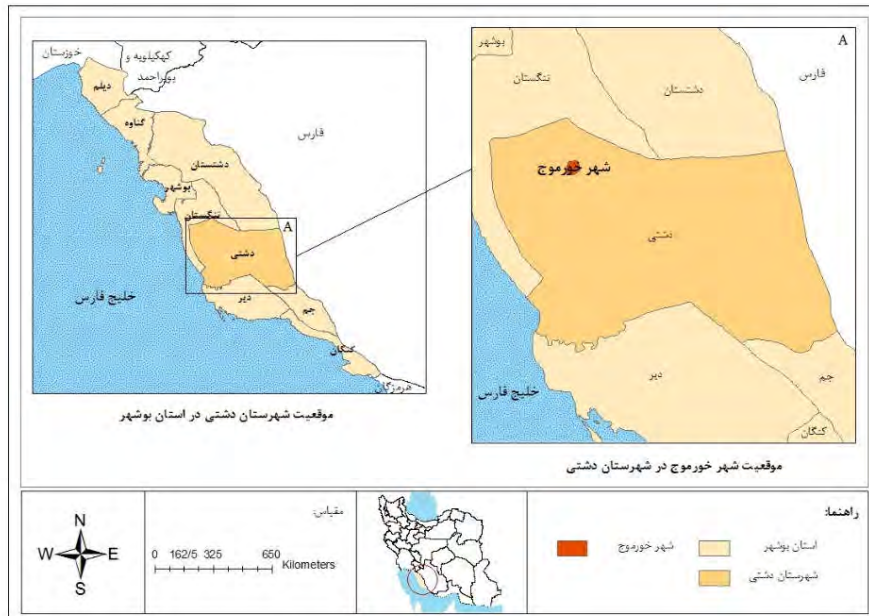 خوزستان
کهکیلویه و
بویراحمد
دیلم
گناوه
فارس
دشتستان
بوشهر
تنگستان
A
دشتی
خلیج فارس
دیر
جم
کنگان
هرمزگان
موقعیت شهرستان دشتی در استان بوشهر
A
بوشهر
فارس
تنگستان
دشتستان
شهر خورموج
دشتی
دیر
جم
خلیج فارس
کنگان
موقعیت شهر خورموج در شهرستان دشتی
راهنما:
استان بوشهر
شهر خورموج
شهرستان دشتی
مقیاس:
0 162/5 325 650
Kilometers
N
W E
S